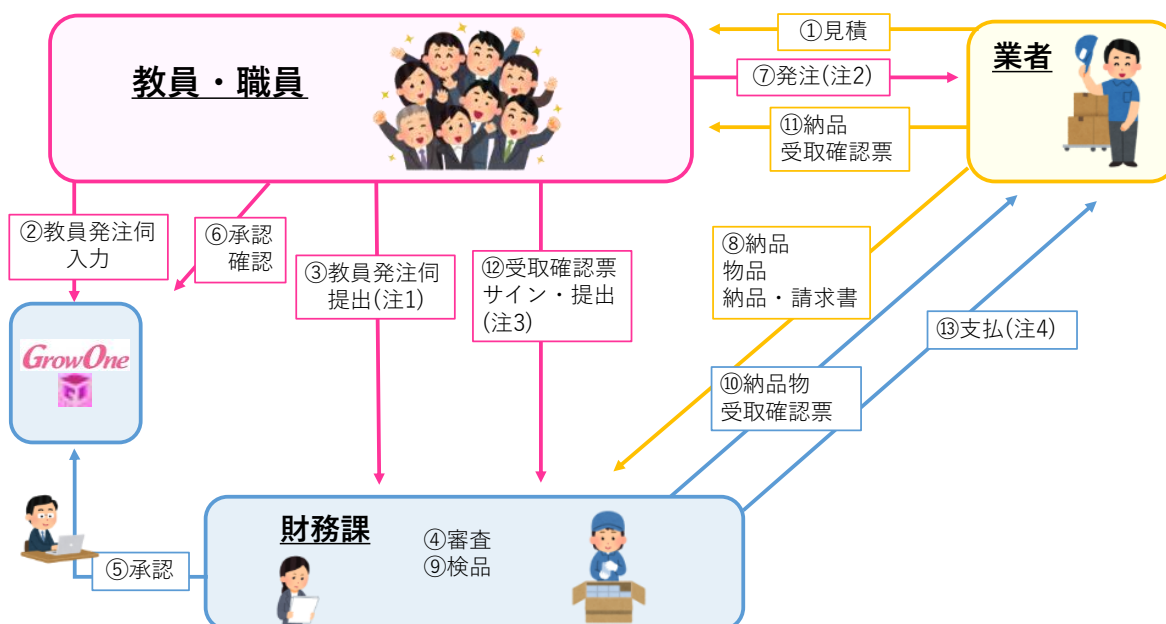 教員・職員
①見積
業者
⑦発注(注2)
⑪納品
受取確認票
②教員発注伺
入力
⑥承認
確認
③教員発注伺
提出(注1)
⑫受取確認票
サイン・提出
(注3)
⑧納品
物品
納品・請求書
⑬支払(注4)
GrowOne
⑩納品物
受取確認票
財務課
④審査
⑨検品
⑤承認